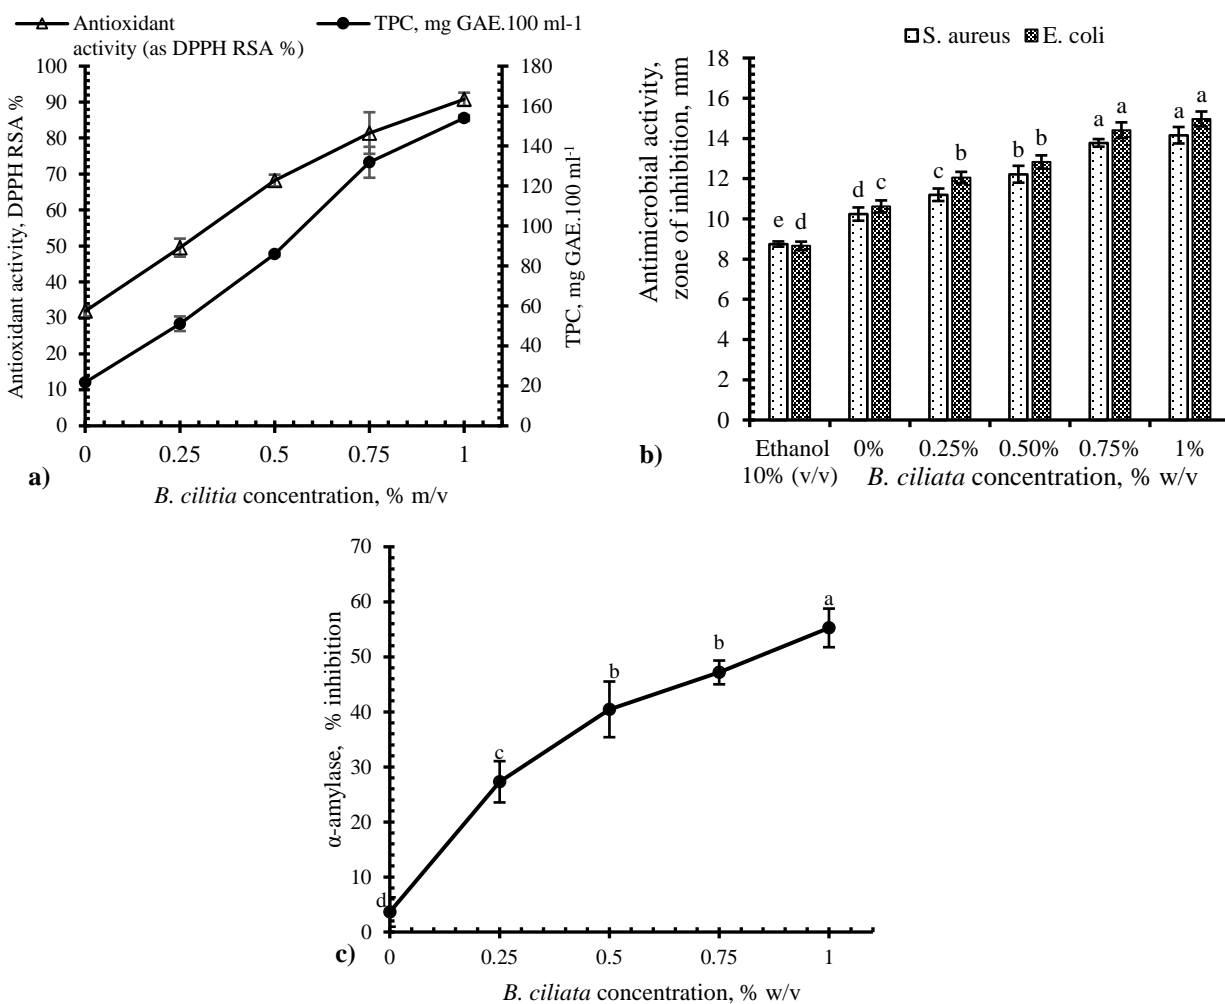 Antioxidant
activity (as DPPH RSA %)
TPC, mg GAE.100 ml-1
100
90
80
70
60
50
40
30
20
10
0
Antioxidant activity, DPPH RSA %
180
160
140
120
100
80
60
40
20
0
TPC, mg GAE.100 ml-1
0 0.25 0.5 0.75 1
a)
B. cilitia concentration, % m/v
S. aureus E. coli
18
16
14
12
10
8
6
4
2
0
Antimicrobial activity,
zone of inhibition, mm
e d d c c b b b a a a a
Ethanol
10% (v/v)
0% 0.25% 0.50% 0.75% 1%
b)
B. ciliata concentration, % w/v
70
60
50
40
30
20
10
0
α-amylase, % inhibition
d c b b a
0 0.25 0.5 0.75 1
c)
B. ciliata concentration, % w/v